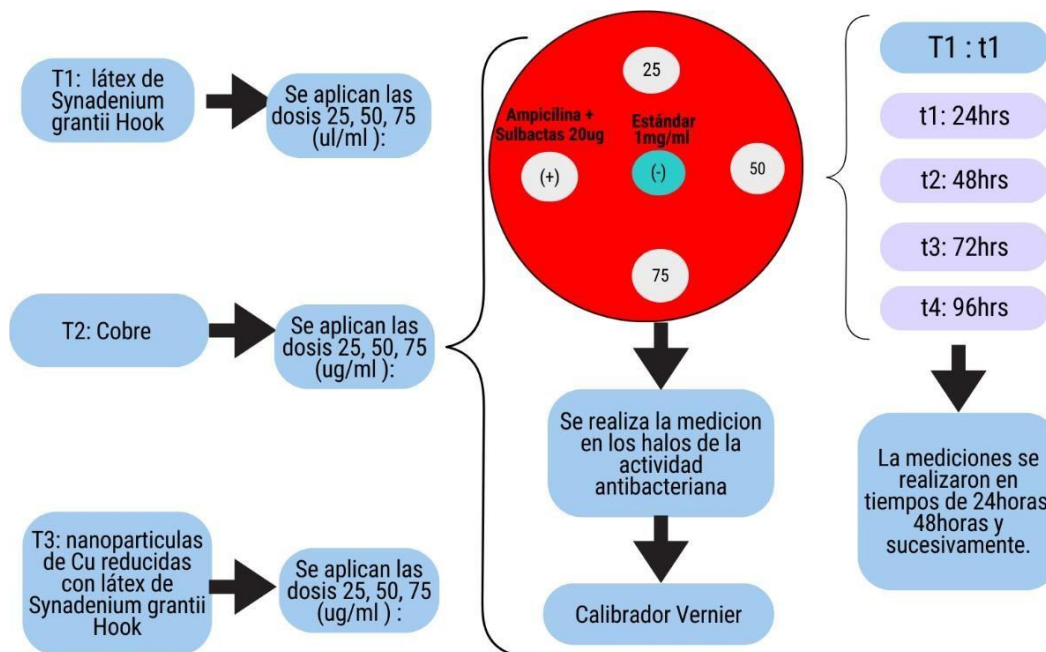 T1: látex de
Synadenium
grantii Hook
Se aplican las
dosis 25, 50, 75
(ul/ml ):
T2: Cobre
Se aplican las
dosis 25, 50, 75
(ug/ml ):
T3: nanoparticulas
de Cu reducidas
con látex de
Synadenium grantii
Hook
Se aplican las
dosis 25, 50, 75
(ug/ml ) :
25
Ampicilina +
Sulbactas 20ug
Estándar
1mg/ml
(+)
(-)
50
75
Se realiza la medicion
en los halos de la
actividad
antibacteriana
Calibrador Vernier
T1 : t1
t1: 24hrs
t2: 48hrs
t3: 72hrs
t4: 96hrs
La mediciones se
realizaron en
tiempos de 24horas
48horas y
sucesivamente.